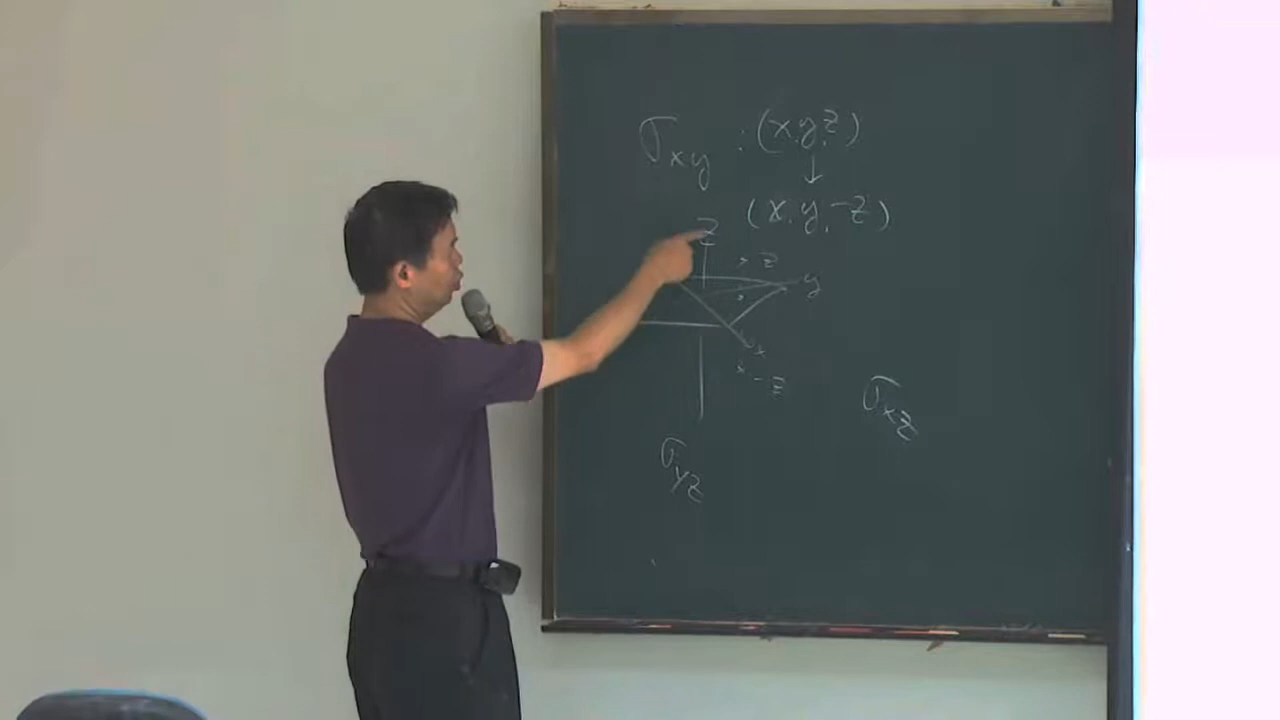 σxy : (x, y, z)
↓
(x, y, -z)
z
z
y
x
-z
σxz
σyz